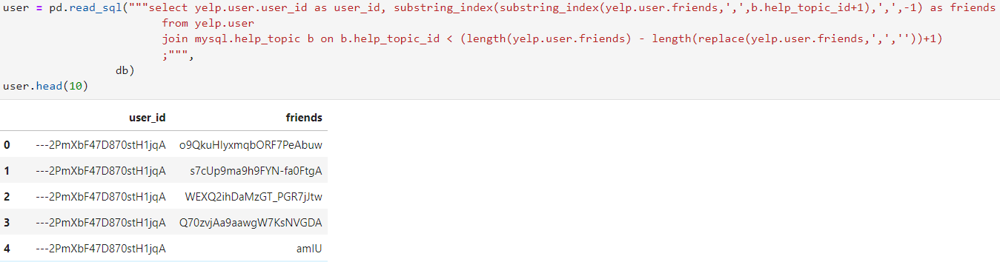 user = pd.read_sql("""select yelp.user.user_id as user_id, substring_index(substring_index(yelp.user.friends,',',b.help_topic_id+1),',',-1) as friends
from yelp.user
join mysql.help_topic b on b.help_topic_id < (length(yelp.user.friends) - length(replace(yelp.user.friends,',',''))+1)
;""",
db)
user.head(10)
user_id friends
0 ---2PmXbF47D870stH1jqA o9QkuHlyxmqbORF7PeAbuw
1 ---2PmXbF47D870stH1jqA s7cUp9ma9h9FYN-fa0FtgA
2 ---2PmXbF47D870stH1jqA WEXQ2ihDaMzGT_PGR7jJtw
3 ---2PmXbF47D870stH1jqA Q70zvjAa9aawgW7KsNVGDA
4 ---2PmXbF47D870stH1jqA amIU